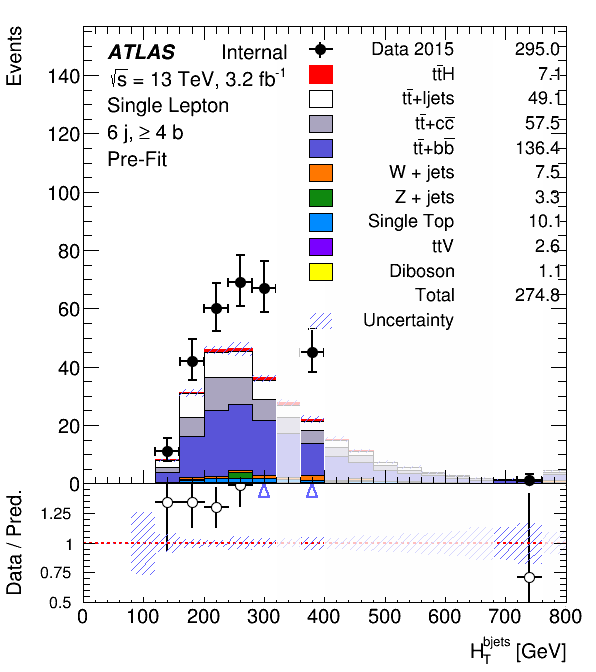 Events
ATLAS Internal
√s = 13 TeV, 3.2 fb⁻¹
Single Lepton
6 j, ≥ 4 b
Pre-Fit
Data 2015 295.0
tt̄H 7.1
tt̄+ljets 49.1
tt̄+cc̄ 57.5
tt̄+bb̄ 136.4
W + jets 7.5
Z + jets 3.3
Single Top 10.1
ttV 2.6
Diboson 1.1
Total 274.8
Uncertainty
140
120
100
80
60
40
20
0
Data / Pred.
1.25
1
0.75
0.5
0 100 200 300 400 500 600 700 800
H_T^bjets [GeV]